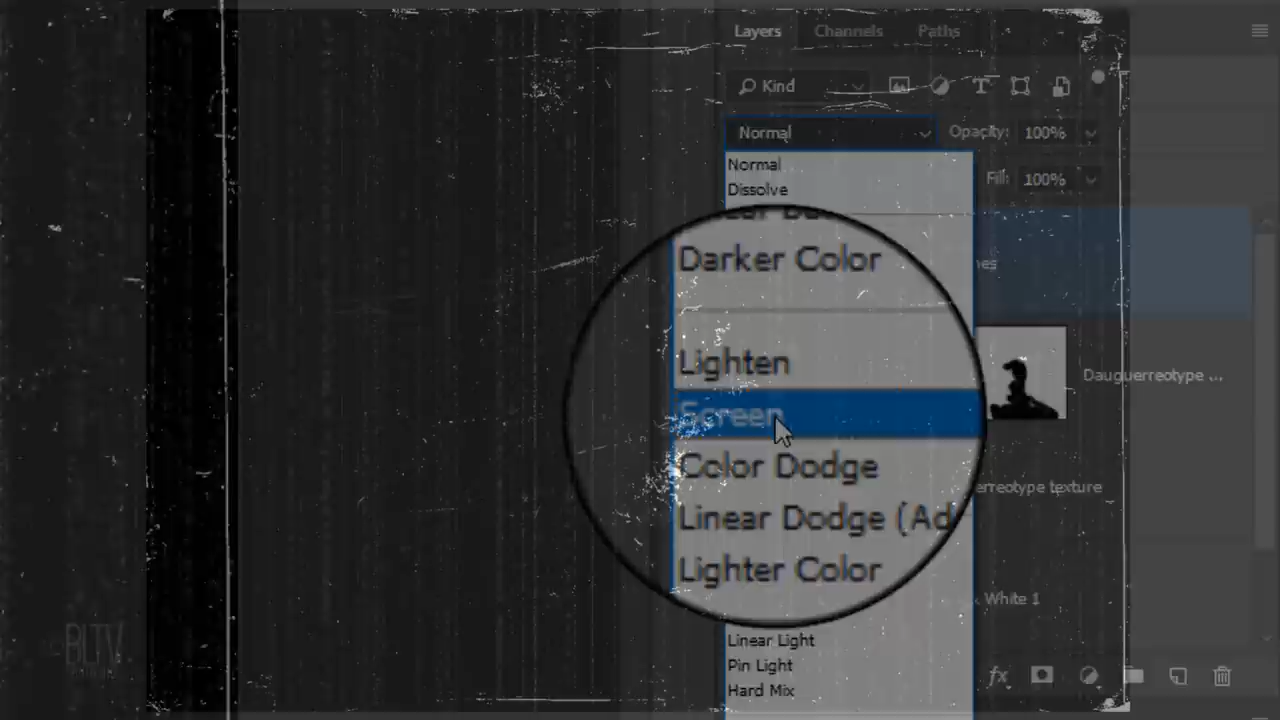 Layers Channels Paths
Kind
Normal Opacity: 100%
Normal
Fill: 100%
Dissolve
Darker Color
Lighten
Screen
Color Dodge
Linear Dodge (Ad
Lighter Color
Dauguerreotype ...
erreotype texture
White 1
Linear Light
Pin Light
Hard Mix
fx
BLTV